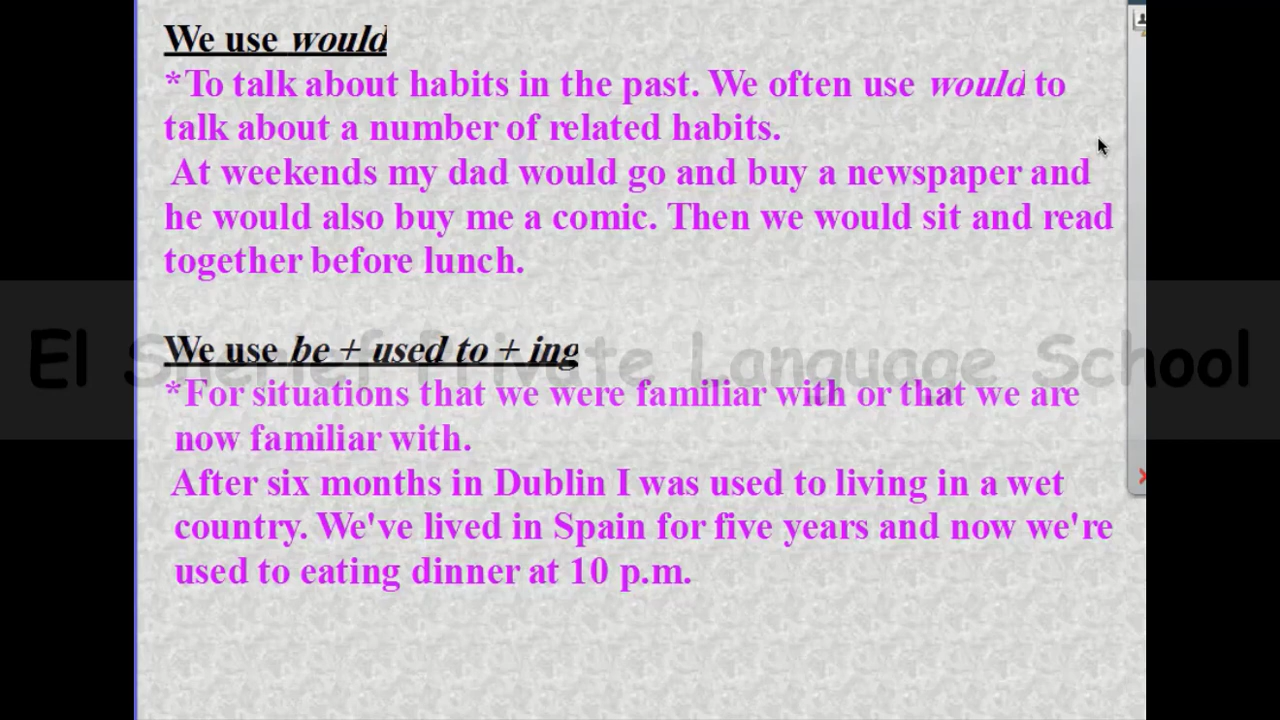 We use would
*To talk about habits in the past. We often use would to
talk about a number of related habits.
At weekends my dad would go and buy a newspaper and
he would also buy me a comic. Then we would sit and read
together before lunch.
We use be + used to + ing
El Sherief Private Language School
*For situations that we were familiar with or that we are
now familiar with.
After six months in Dublin I was used to living in a wet
country. We've lived in Spain for five years and now we're
used to eating dinner at 10 p.m.